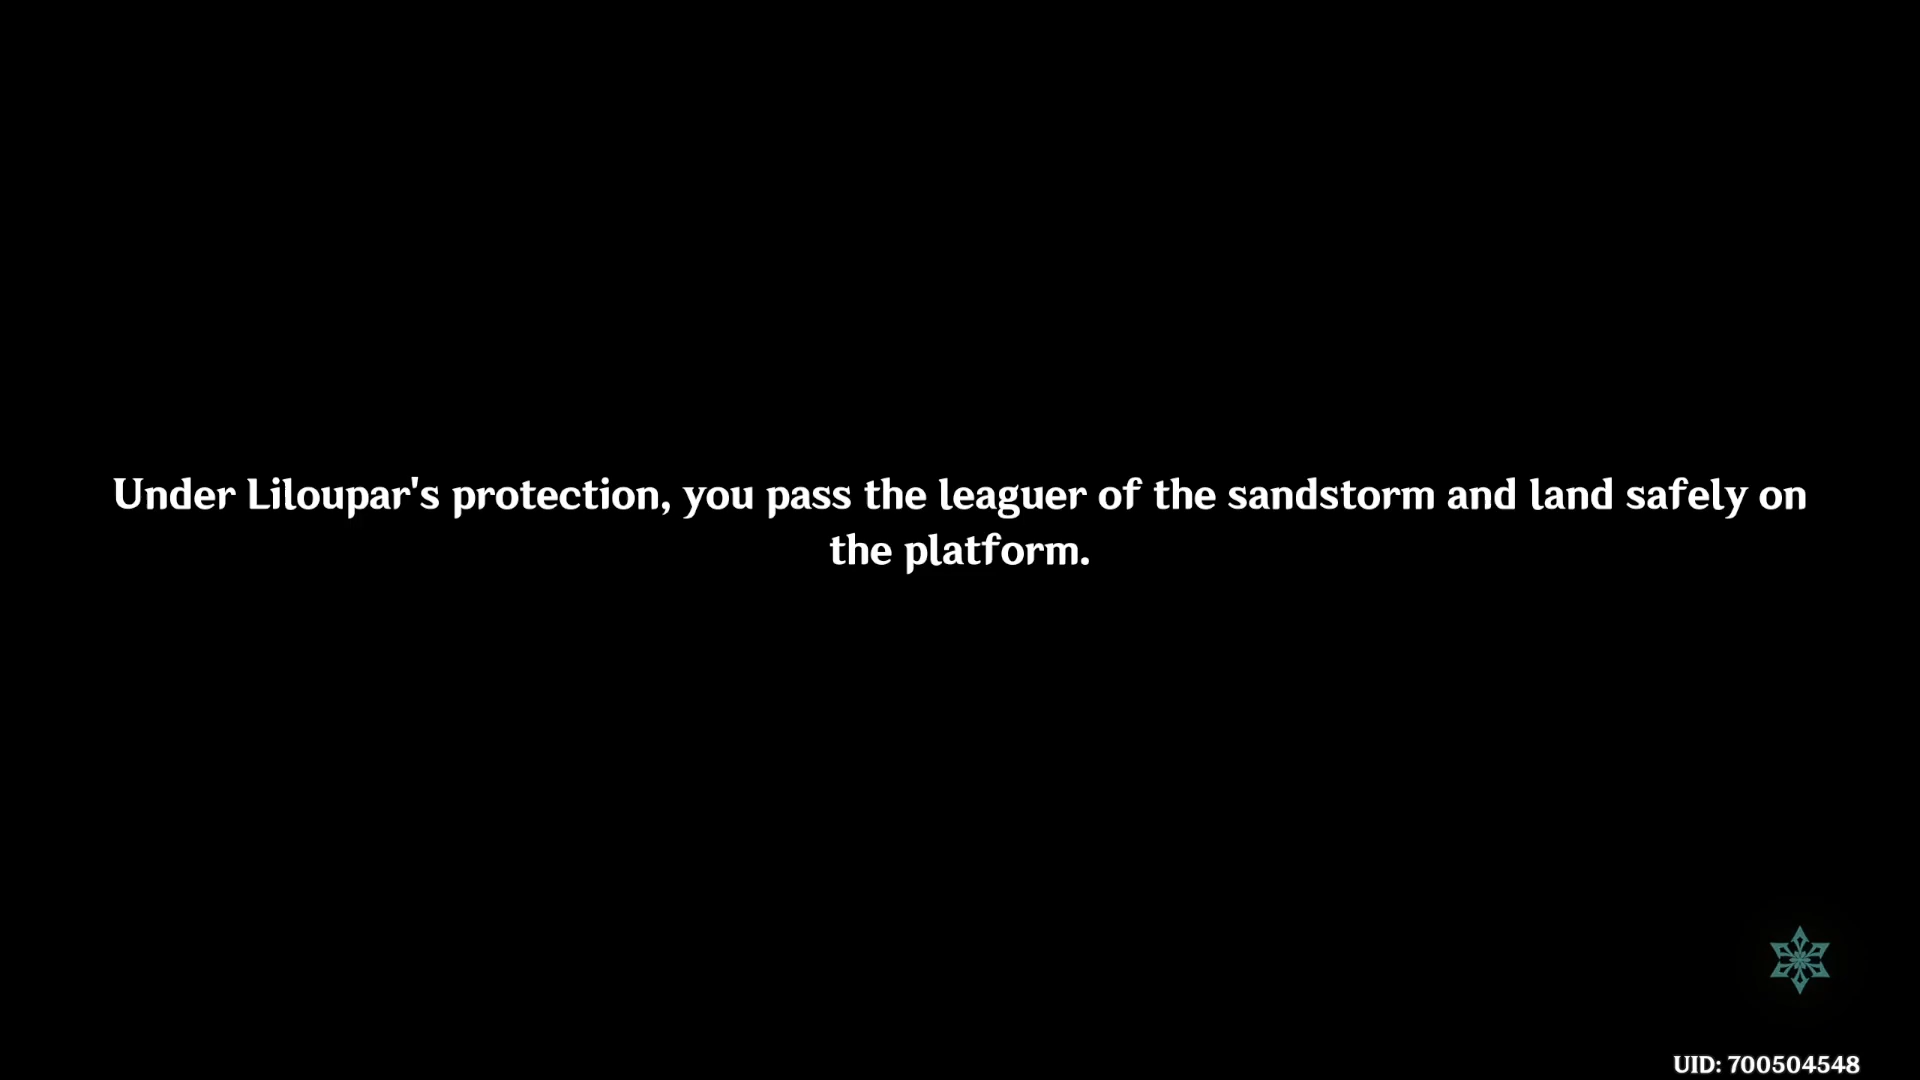 Under Liloupar's protection, you pass the leaguer of the sandstorm and land safely on
the platform.
UID: 700504548